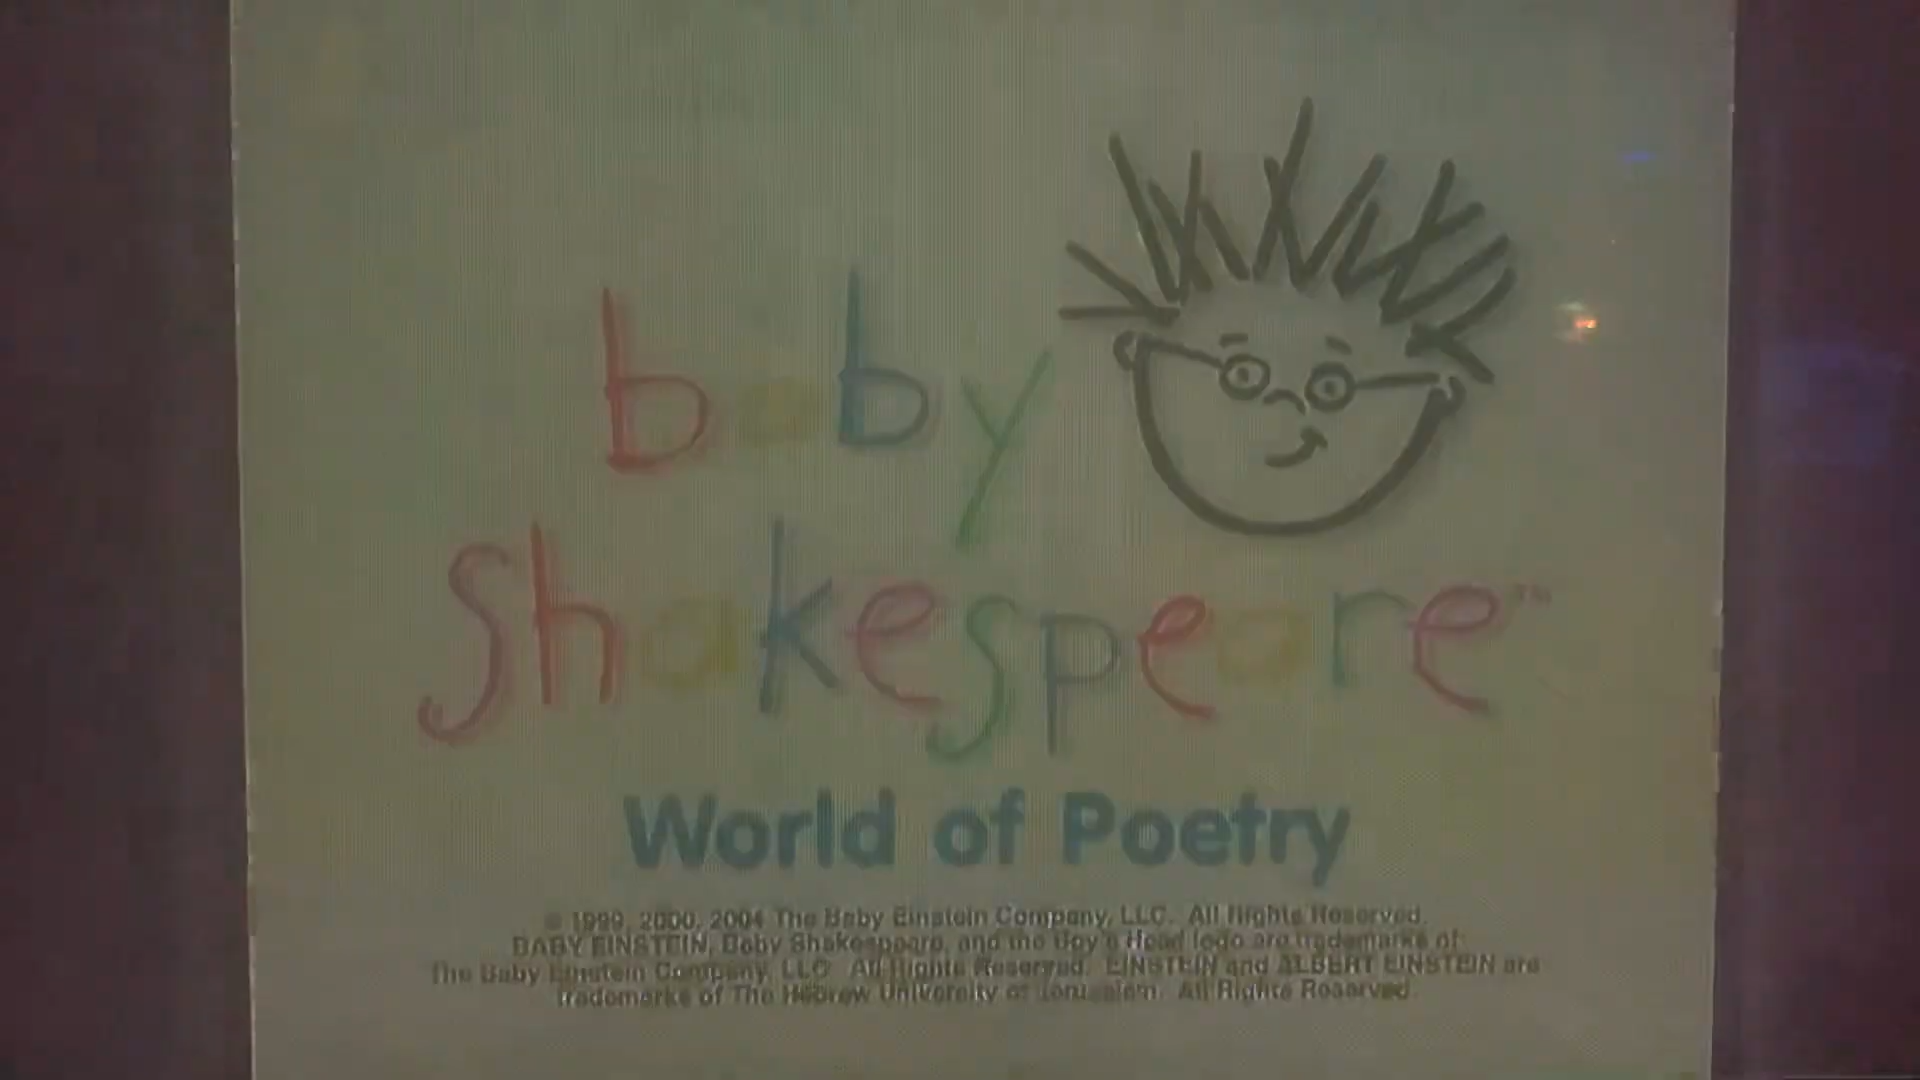 baby
Shakespeare™
World of Poetry
© 1999, 2000, 2004 The Baby Einstein Company, LLC. All Rights Reserved.
BABY EINSTEIN, Baby Shakespeare, and the Boy's Head logo are trademarks of
The Baby Einstein Company, LLC. All Rights Reserved. EINSTEIN and ALBERT EINSTEIN are
trademarks of The Hebrew University of Jerusalem. All Rights Reserved.